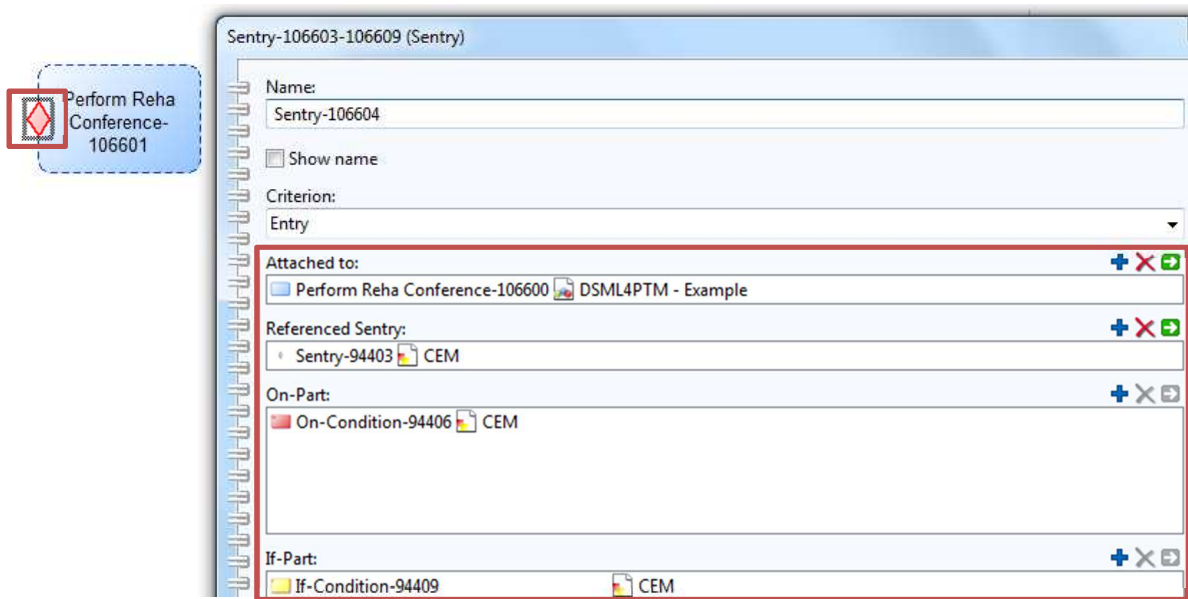 Perform Reha
Conference-
106601
Sentry-106603-106609 (Sentry)
Name:
Sentry-106604
Show name
Criterion:
Entry
Attached to:
Perform Reha Conference-106600 DSML4PTM - Example
Referenced Sentry:
Sentry-94403 CEM
On-Part:
On-Condition-94406 CEM
If-Part:
If-Condition-94409 CEM